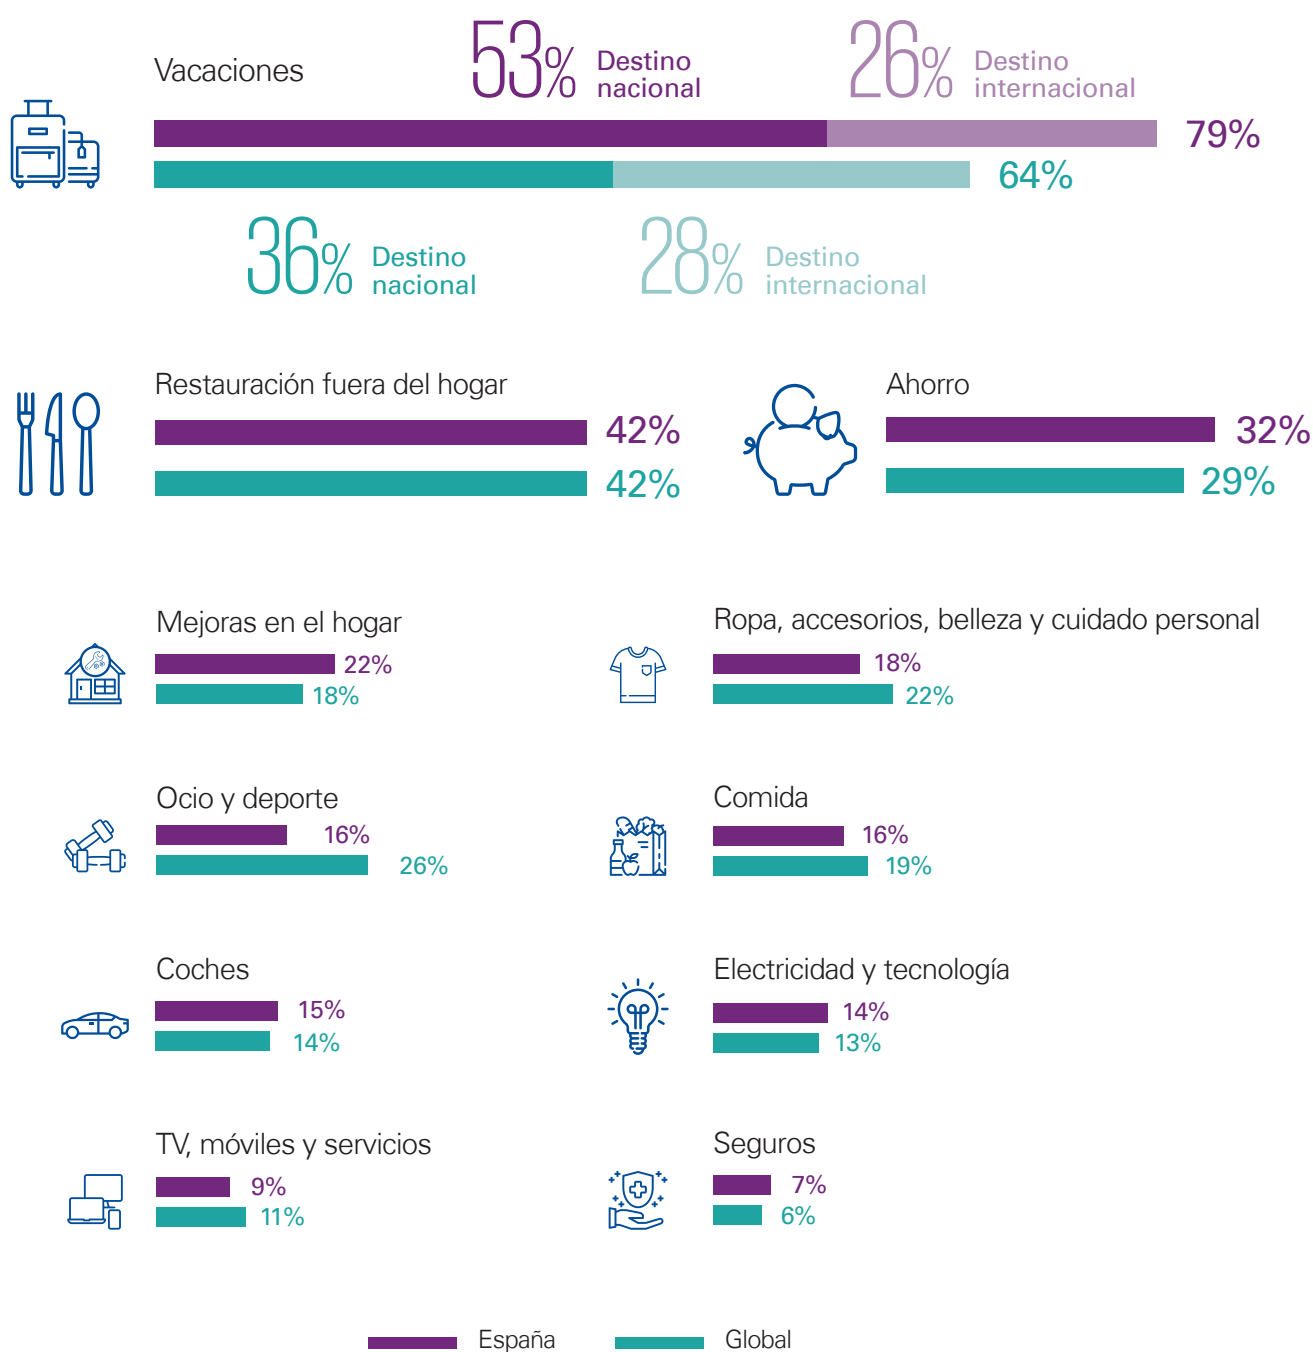 Vacaciones
53% Destino
nacional
26% Destino
internacional
79%
64%
36% Destino
nacional
28% Destino
internacional
Restauración fuera del hogar
42%
42%
Ahorro
32%
29%
Mejoras en el hogar
22%
18%
Ropa, accesorios, belleza y cuidado personal
18%
22%
Ocio y deporte
16%
26%
Comida
16%
19%
Coches
15%
14%
Electricidad y tecnología
14%
13%
TV, móviles y servicios
9%
11%
Seguros
7%
6%
España
Global